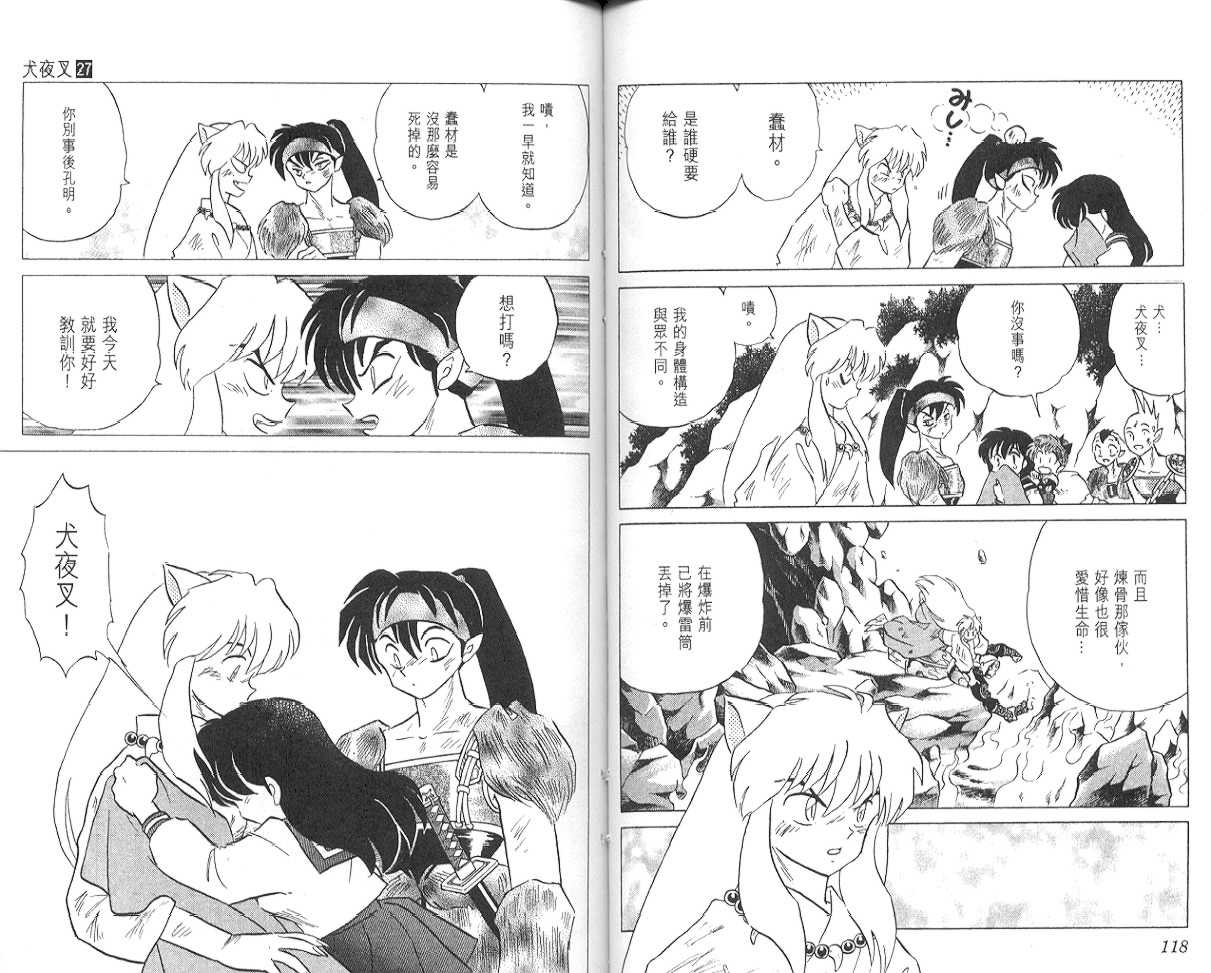 蠢材。
是誰硬要
給誰？
みし…
犬…
犬夜叉…
你沒事嗎？
嘖。
我的身體構造
與眾不同。
而且
煉骨那傢伙，
好像也很
愛惜生命…
在爆炸前
已將爆雷筒
丟掉了。
118
犬夜叉 27
嘖，
我一早就知道。
蠢材是
沒那麼容易
死掉的。
你別事後孔明。
想打嗎？
我今天
就要好好
教訓你！
犬夜叉！